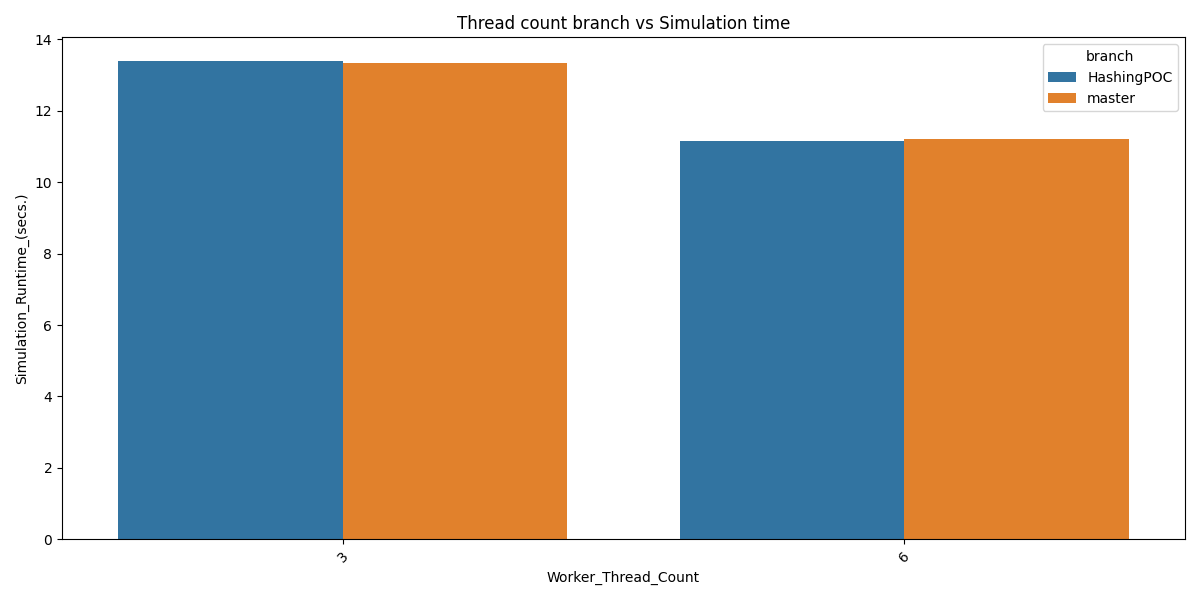 Thread count branch vs Simulation time
branch
HashingPOC
master
Simulation_Runtime_(secs.)
14
12
10
8
6
4
2
0
3
6
Worker_Thread_Count